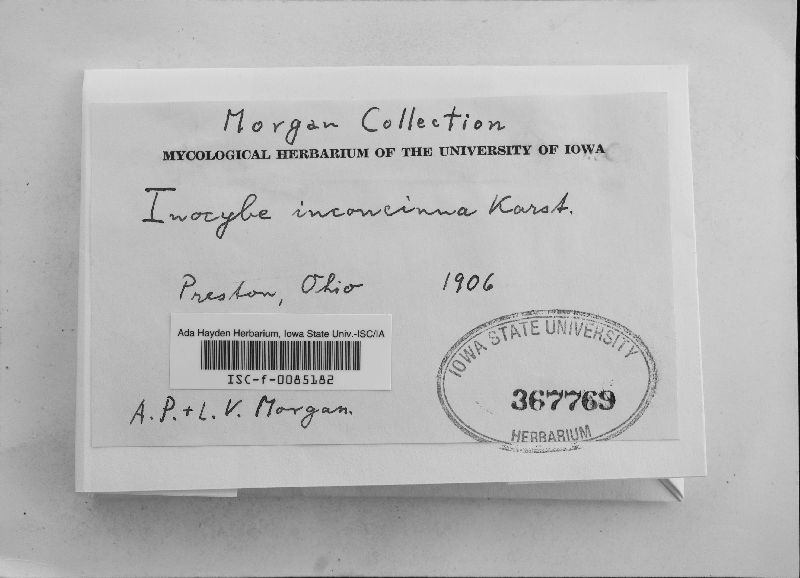 Morgan Collection
MYCOLOGICAL HERBARIUM OF THE UNIVERSITY OF IOWA
Inocybe inconcinna Karst.
Preston, Ohio 1906
Ada Hayden Herbarium, Iowa State Univ.-ISC/IA
ISC-f-0085182
A. P. + L. V. Morgan.
IOWA STATE UNIVERSITY
367769
HERBARIUM